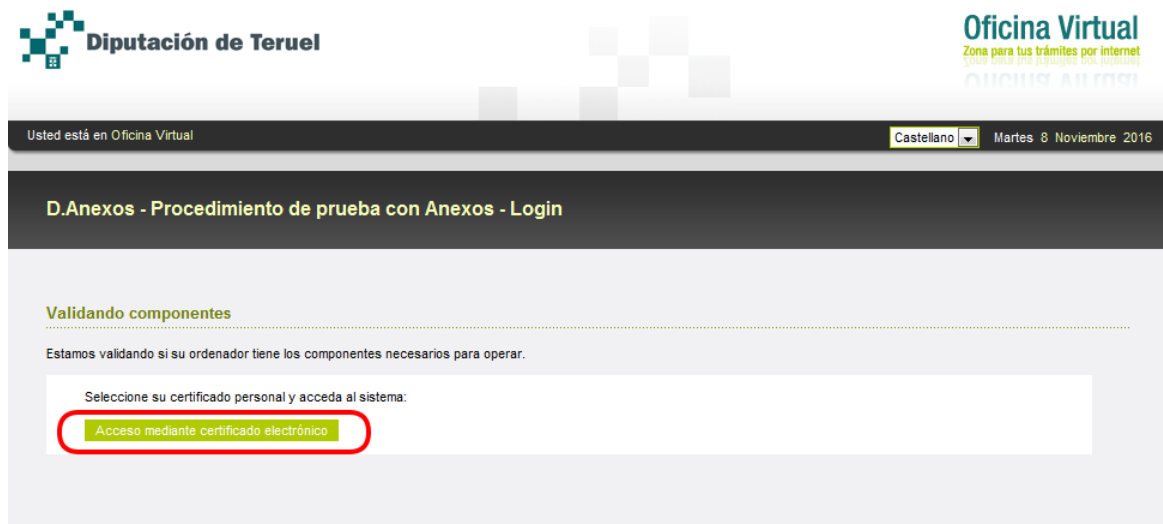 Diputación de Teruel
Oficina Virtual
Zona para tus trámites por internet
Usted está en Oficina Virtual
Castellano
Martes 8 Noviembre 2016
D.Anexos - Procedimiento de prueba con Anexos - Login
Validando componentes
Estamos validando si su ordenador tiene los componentes necesarios para operar.
Seleccione su certificado personal y acceda al sistema:
Acceso mediante certificado electrónico